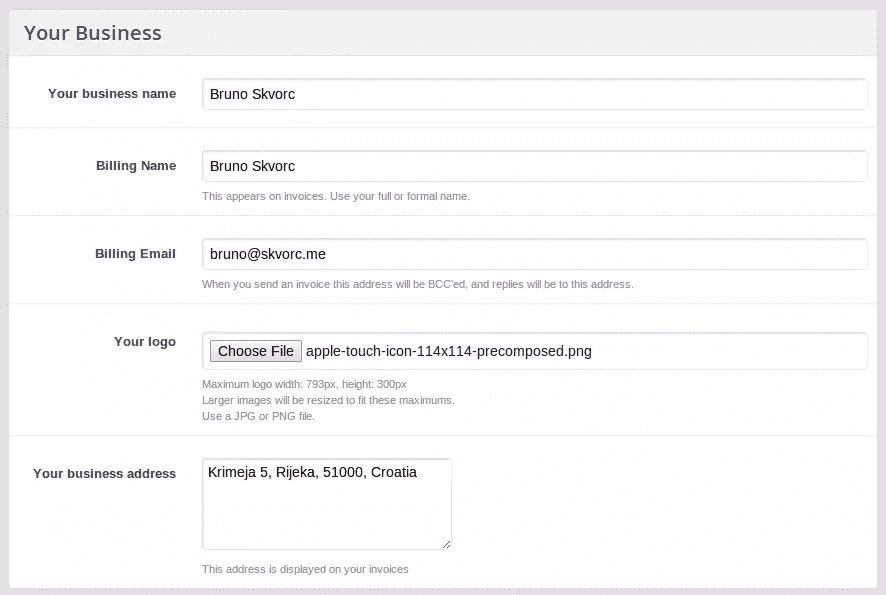 Your Business
Your business name
Bruno Skvorc
Billing Name
Bruno Skvorc
This appears on invoices. Use your full or formal name.
Billing Email
bruno@skvorc.me
When you send an invoice this address will be BCC'ed, and replies will be to this address.
Your logo
Choose File apple-touch-icon-114x114-precomposed.png
Maximum logo width: 793px, height: 300px
Larger images will be resized to fit these maximums.
Use a JPG or PNG file.
Your business address
Krimeja 5, Rijeka, 51000, Croatia
This address is displayed on your invoices